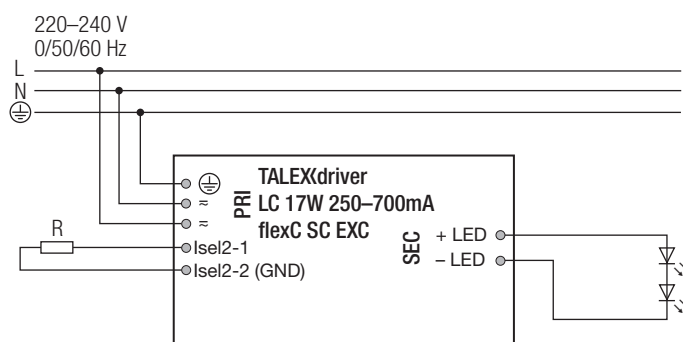 220–240 V
0/50/60 Hz
L
N
TALEXXdriver
LC 17W 250–700mA
flexC SC EXC
PRI
≂
≂
R
Isel2-1
Isel2-2 (GND)
SEC
+ LED
– LED